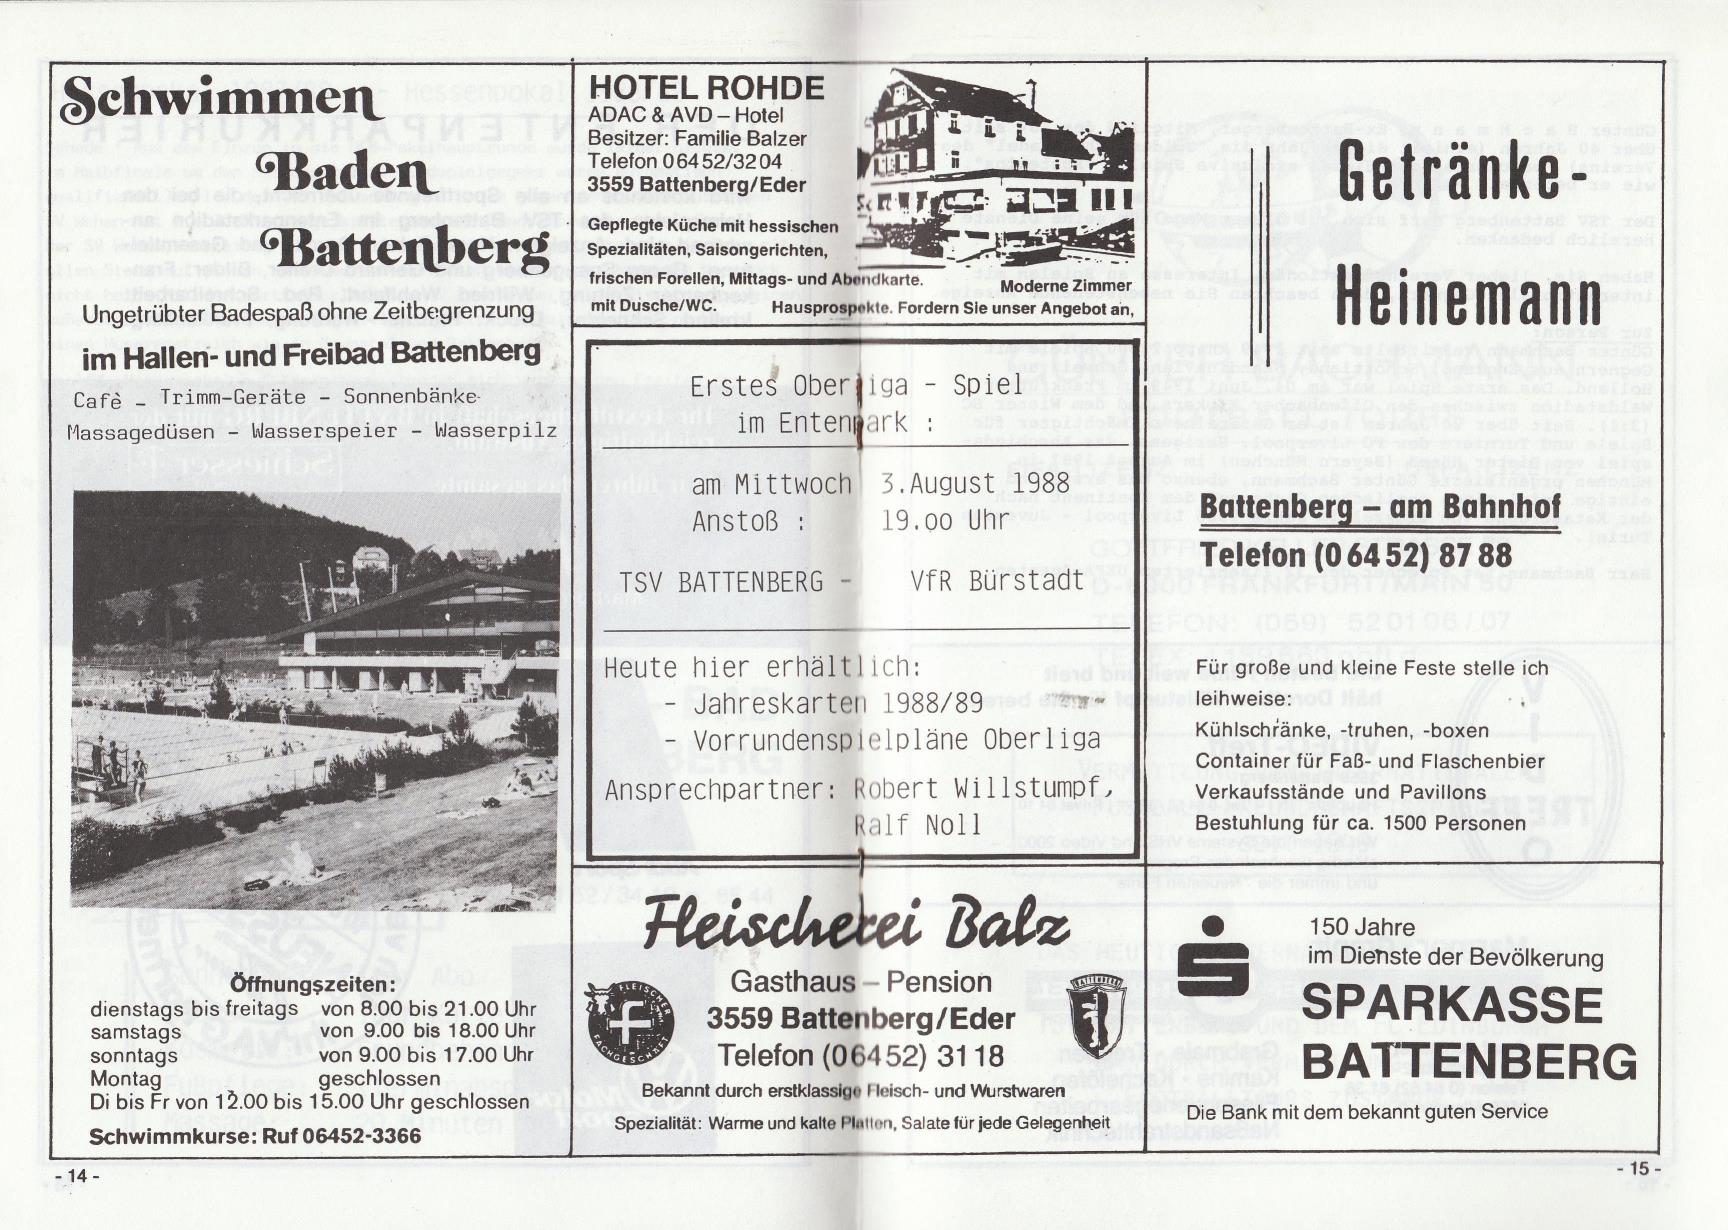 Schwimmen
Baden
Battenberg
Ungetrübter Badespaß ohne Zeitbegrenzung
im Hallen- und Freibad Battenberg
Cafè - Trimm-Geräte - Sonnenbänke
Massagedüsen - Wasserspeier - Wasserpilz
Öffnungszeiten:
dienstags bis freitags von 8.00 bis 21.00 Uhr
samstags von 9.00 bis 18.00 Uhr
sonntags von 9.00 bis 17.00 Uhr
Montag geschlossen
Di bis Fr von 12.00 bis 15.00 Uhr geschlossen
Schwimmkurse: Ruf 06452-3366
- 14 -
HOTEL ROHDE
ADAC & AVD – Hotel
Besitzer: Familie Balzer
Telefon 06452/3204
3559 Battenberg/Eder
Gepflegte Küche mit hessischen
Spezialitäten, Saisongerichten,
frischen Forellen, Mittags- und Abendkarte.
Moderne Zimmer
mit Dusche/WC. Hausprospekte. Fordern Sie unser Angebot an,
Erstes Oberliga - Spiel
im Entenpark :
am Mittwoch 3.August 1988
Anstoß : 19.oo Uhr
TSV BATTENBERG - VfR Bürstadt
Heute hier erhältlich:
- Jahreskarten 1988/89
- Vorrundenspielpläne Oberliga
Ansprechpartner: Robert Willstumpf,
Ralf Noll
Fleischerei Balz
Gasthaus – Pension
3559 Battenberg/Eder
Telefon (06452) 3118
Bekannt durch erstklassige Fleisch- und Wurstwaren
Spezialität: Warme und kalte Platten, Salate für jede Gelegenheit
FLEISCHER
f
FACHGESCHÄFT
BATTENBERG
Getränke-
Heinemann
Battenberg – am Bahnhof
Telefon (06452) 8788
Für große und kleine Feste stelle ich
leihweise:
Kühlschränke, -truhen, -boxen
Container für Faß- und Flaschenbier
Verkaufsstände und Pavillons
Bestuhlung für ca. 1500 Personen
150 Jahre
im Dienste der Bevölkerung
SPARKASSE
BATTENBERG
Die Bank mit dem bekannt guten Service
- 15 -